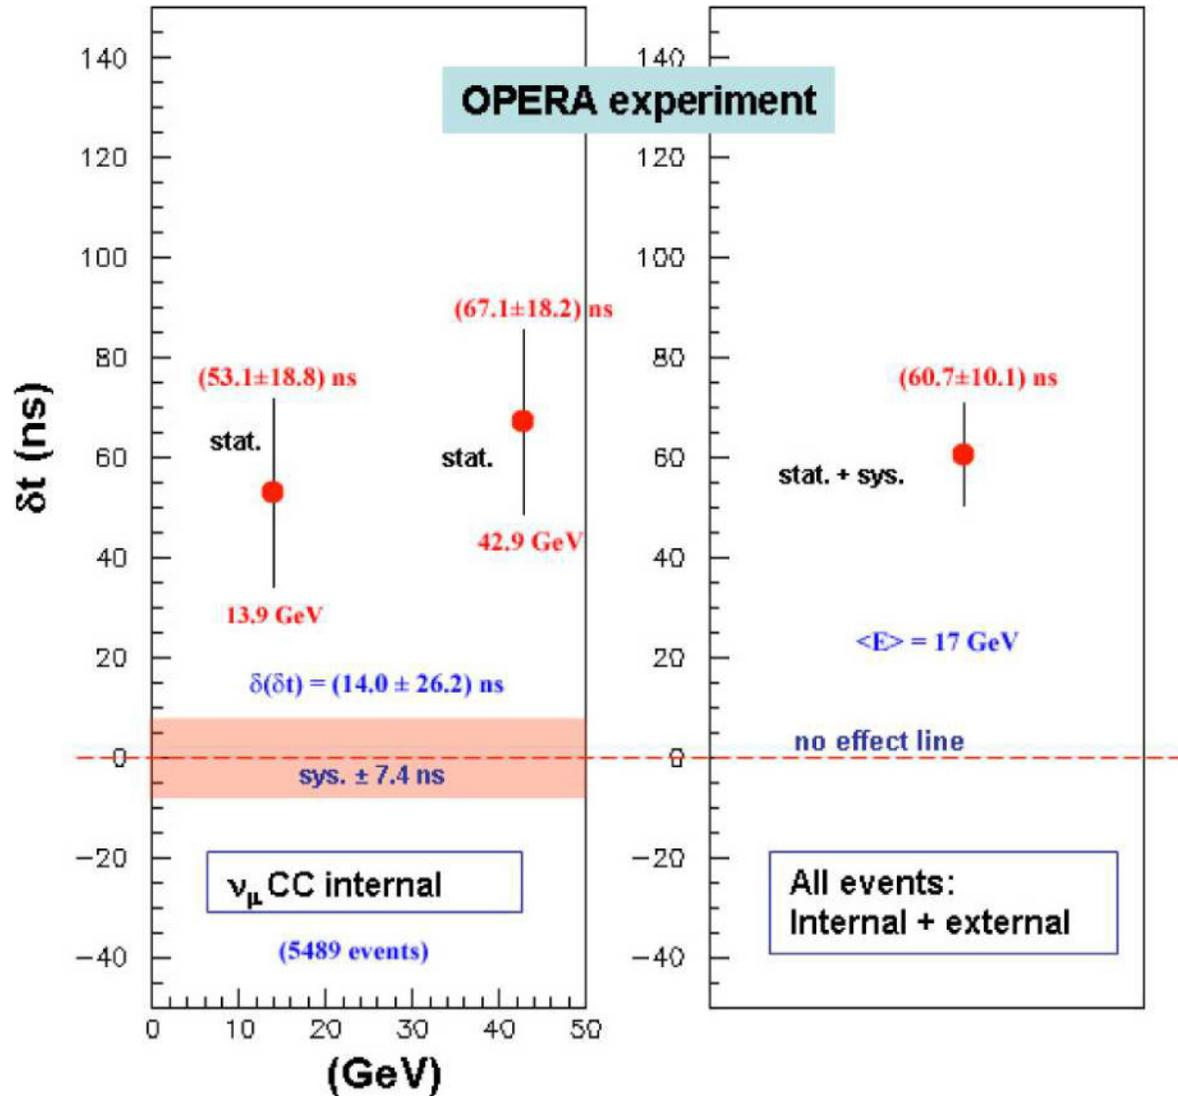 OPERA experiment
δt (ns)
140
120
100
80
60
40
20
0
−20
−40
(67.1±18.2) ns
(53.1±18.8) ns
stat.
stat.
42.9 GeV
13.9 GeV
δ(δt) = (14.0 ± 26.2) ns
sys. ± 7.4 ns
νμ CC internal
(5489 events)
0 10 20 30 40 50
(GeV)
140
120
100
80
60
40
20
0
−20
−40
(60.7±10.1) ns
stat. + sys.
<E> = 17 GeV
no effect line
All events:
Internal + external